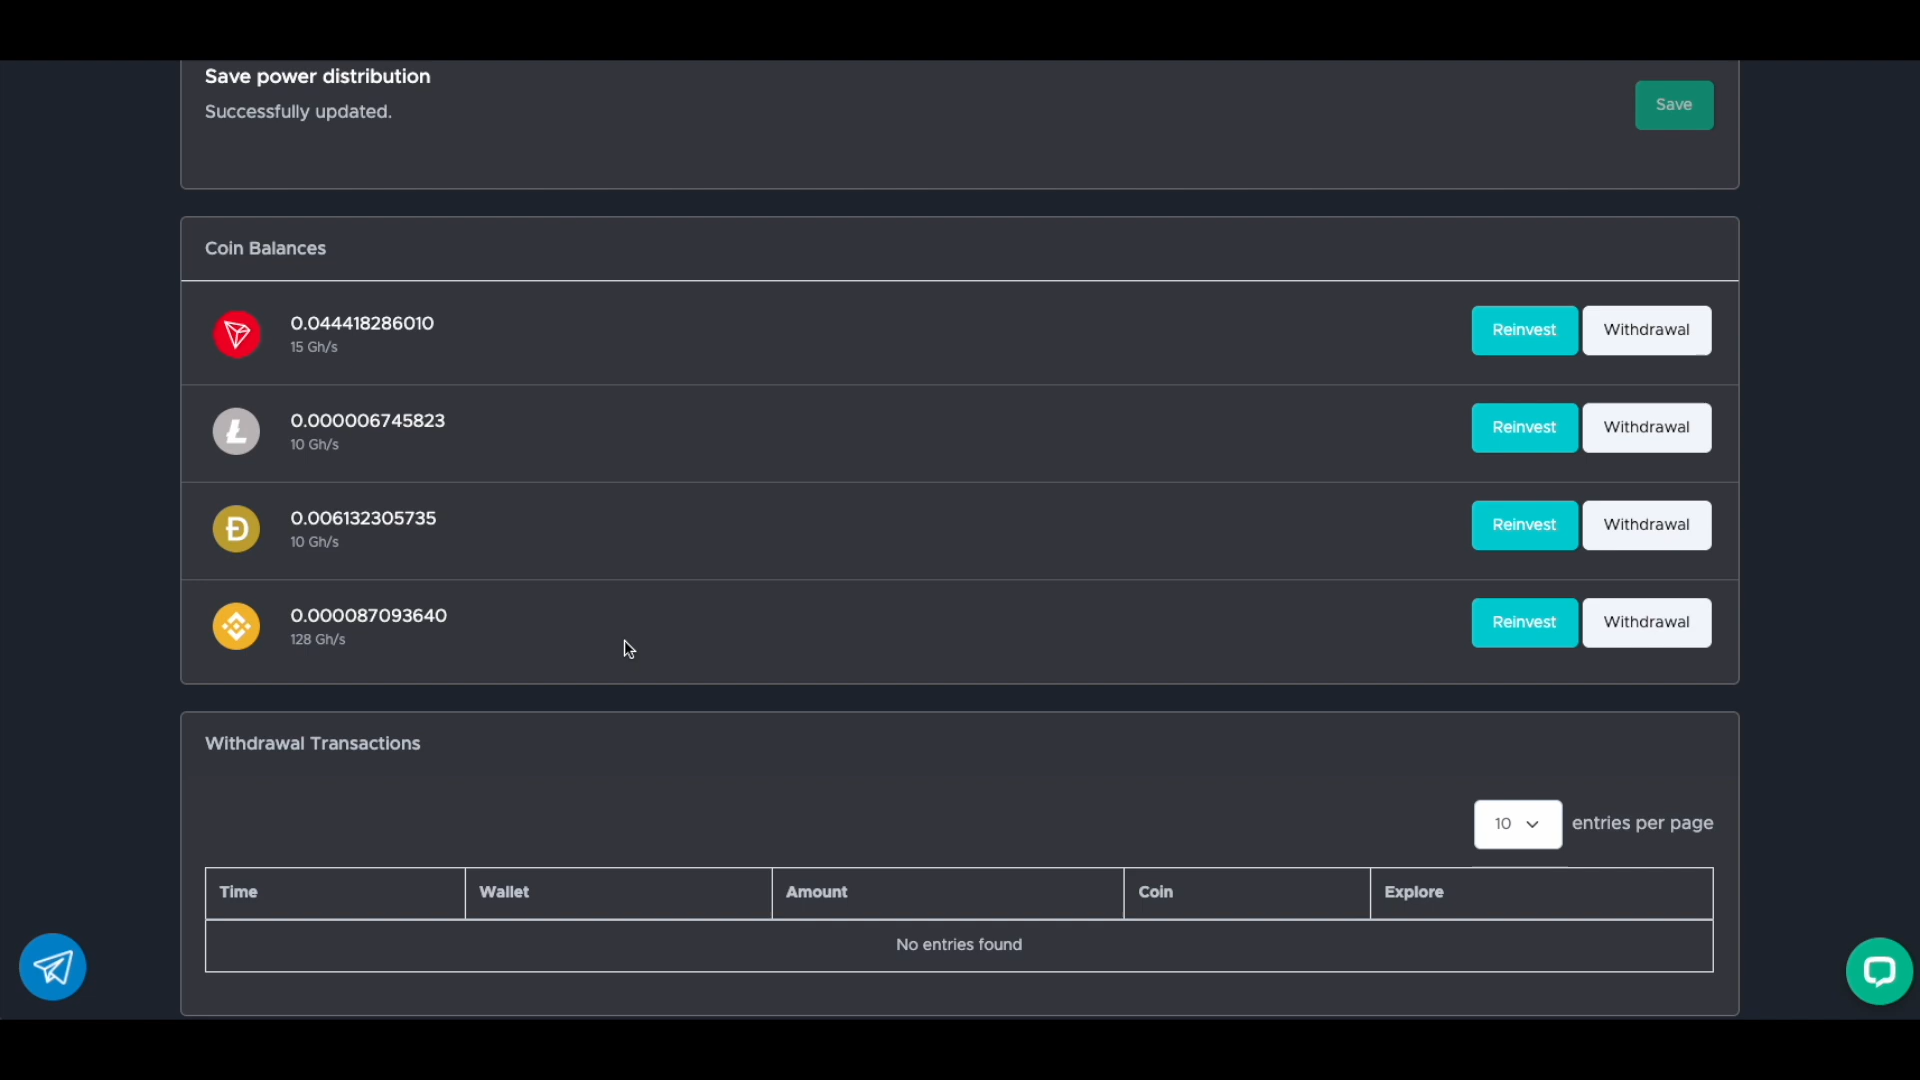 Save power distribution
Successfully updated.
Save
Coin Balances
0.044418286010
15 Gh/s
Reinvest
Withdrawal
0.000006745823
10 Gh/s
Reinvest
Withdrawal
0.006132305735
10 Gh/s
Reinvest
Withdrawal
0.000087093640
128 Gh/s
Reinvest
Withdrawal
Withdrawal Transactions
10 entries per page
Time Wallet Amount Coin Explore
No entries found